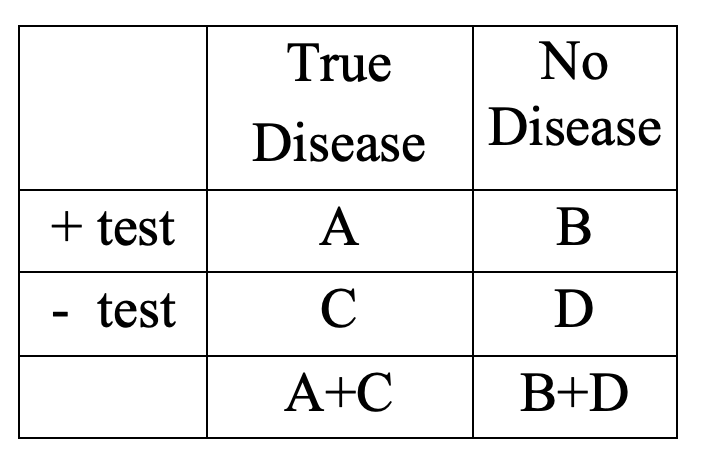 True No
Disease Disease
+ test A B
- test C D
A+C B+D